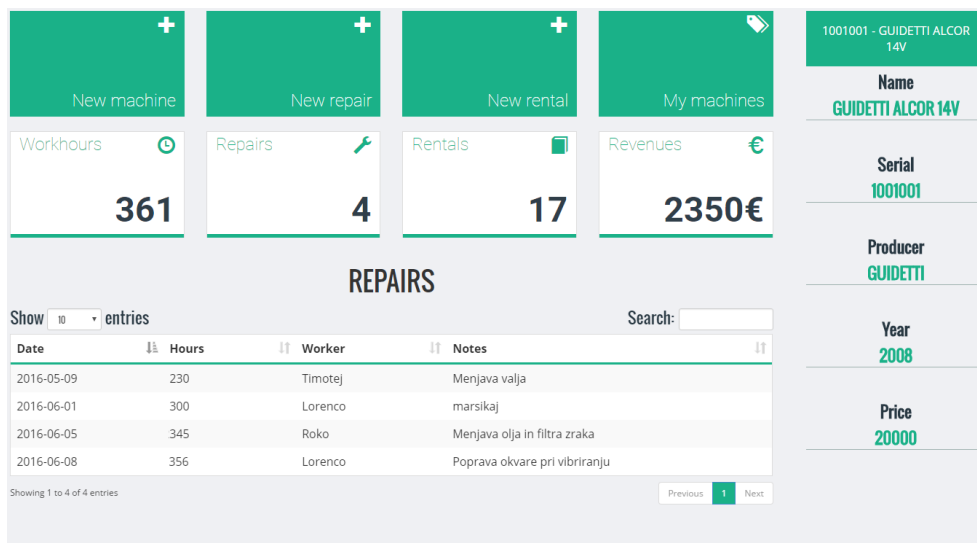 New machine
New repair
New rental
My machines
1001001 - GUIDETTI ALCOR
14V
Workhours
361
Repairs
4
Rentals
17
Revenues €
2350€
Name
GUIDETTI ALCOR 14V
Serial
1001001
Producer
GUIDETTI
Year
2008
Price
20000
REPAIRS
Show 10 entries
Search:
Date Hours Worker Notes
2016-05-09 230 Timotej Menjava valja
2016-06-01 300 Lorenco marsikaj
2016-06-05 345 Roko Menjava olja in filtra zraka
2016-06-08 356 Lorenco Poprava okvare pri vibriranju
Showing 1 to 4 of 4 entries
Previous 1 Next